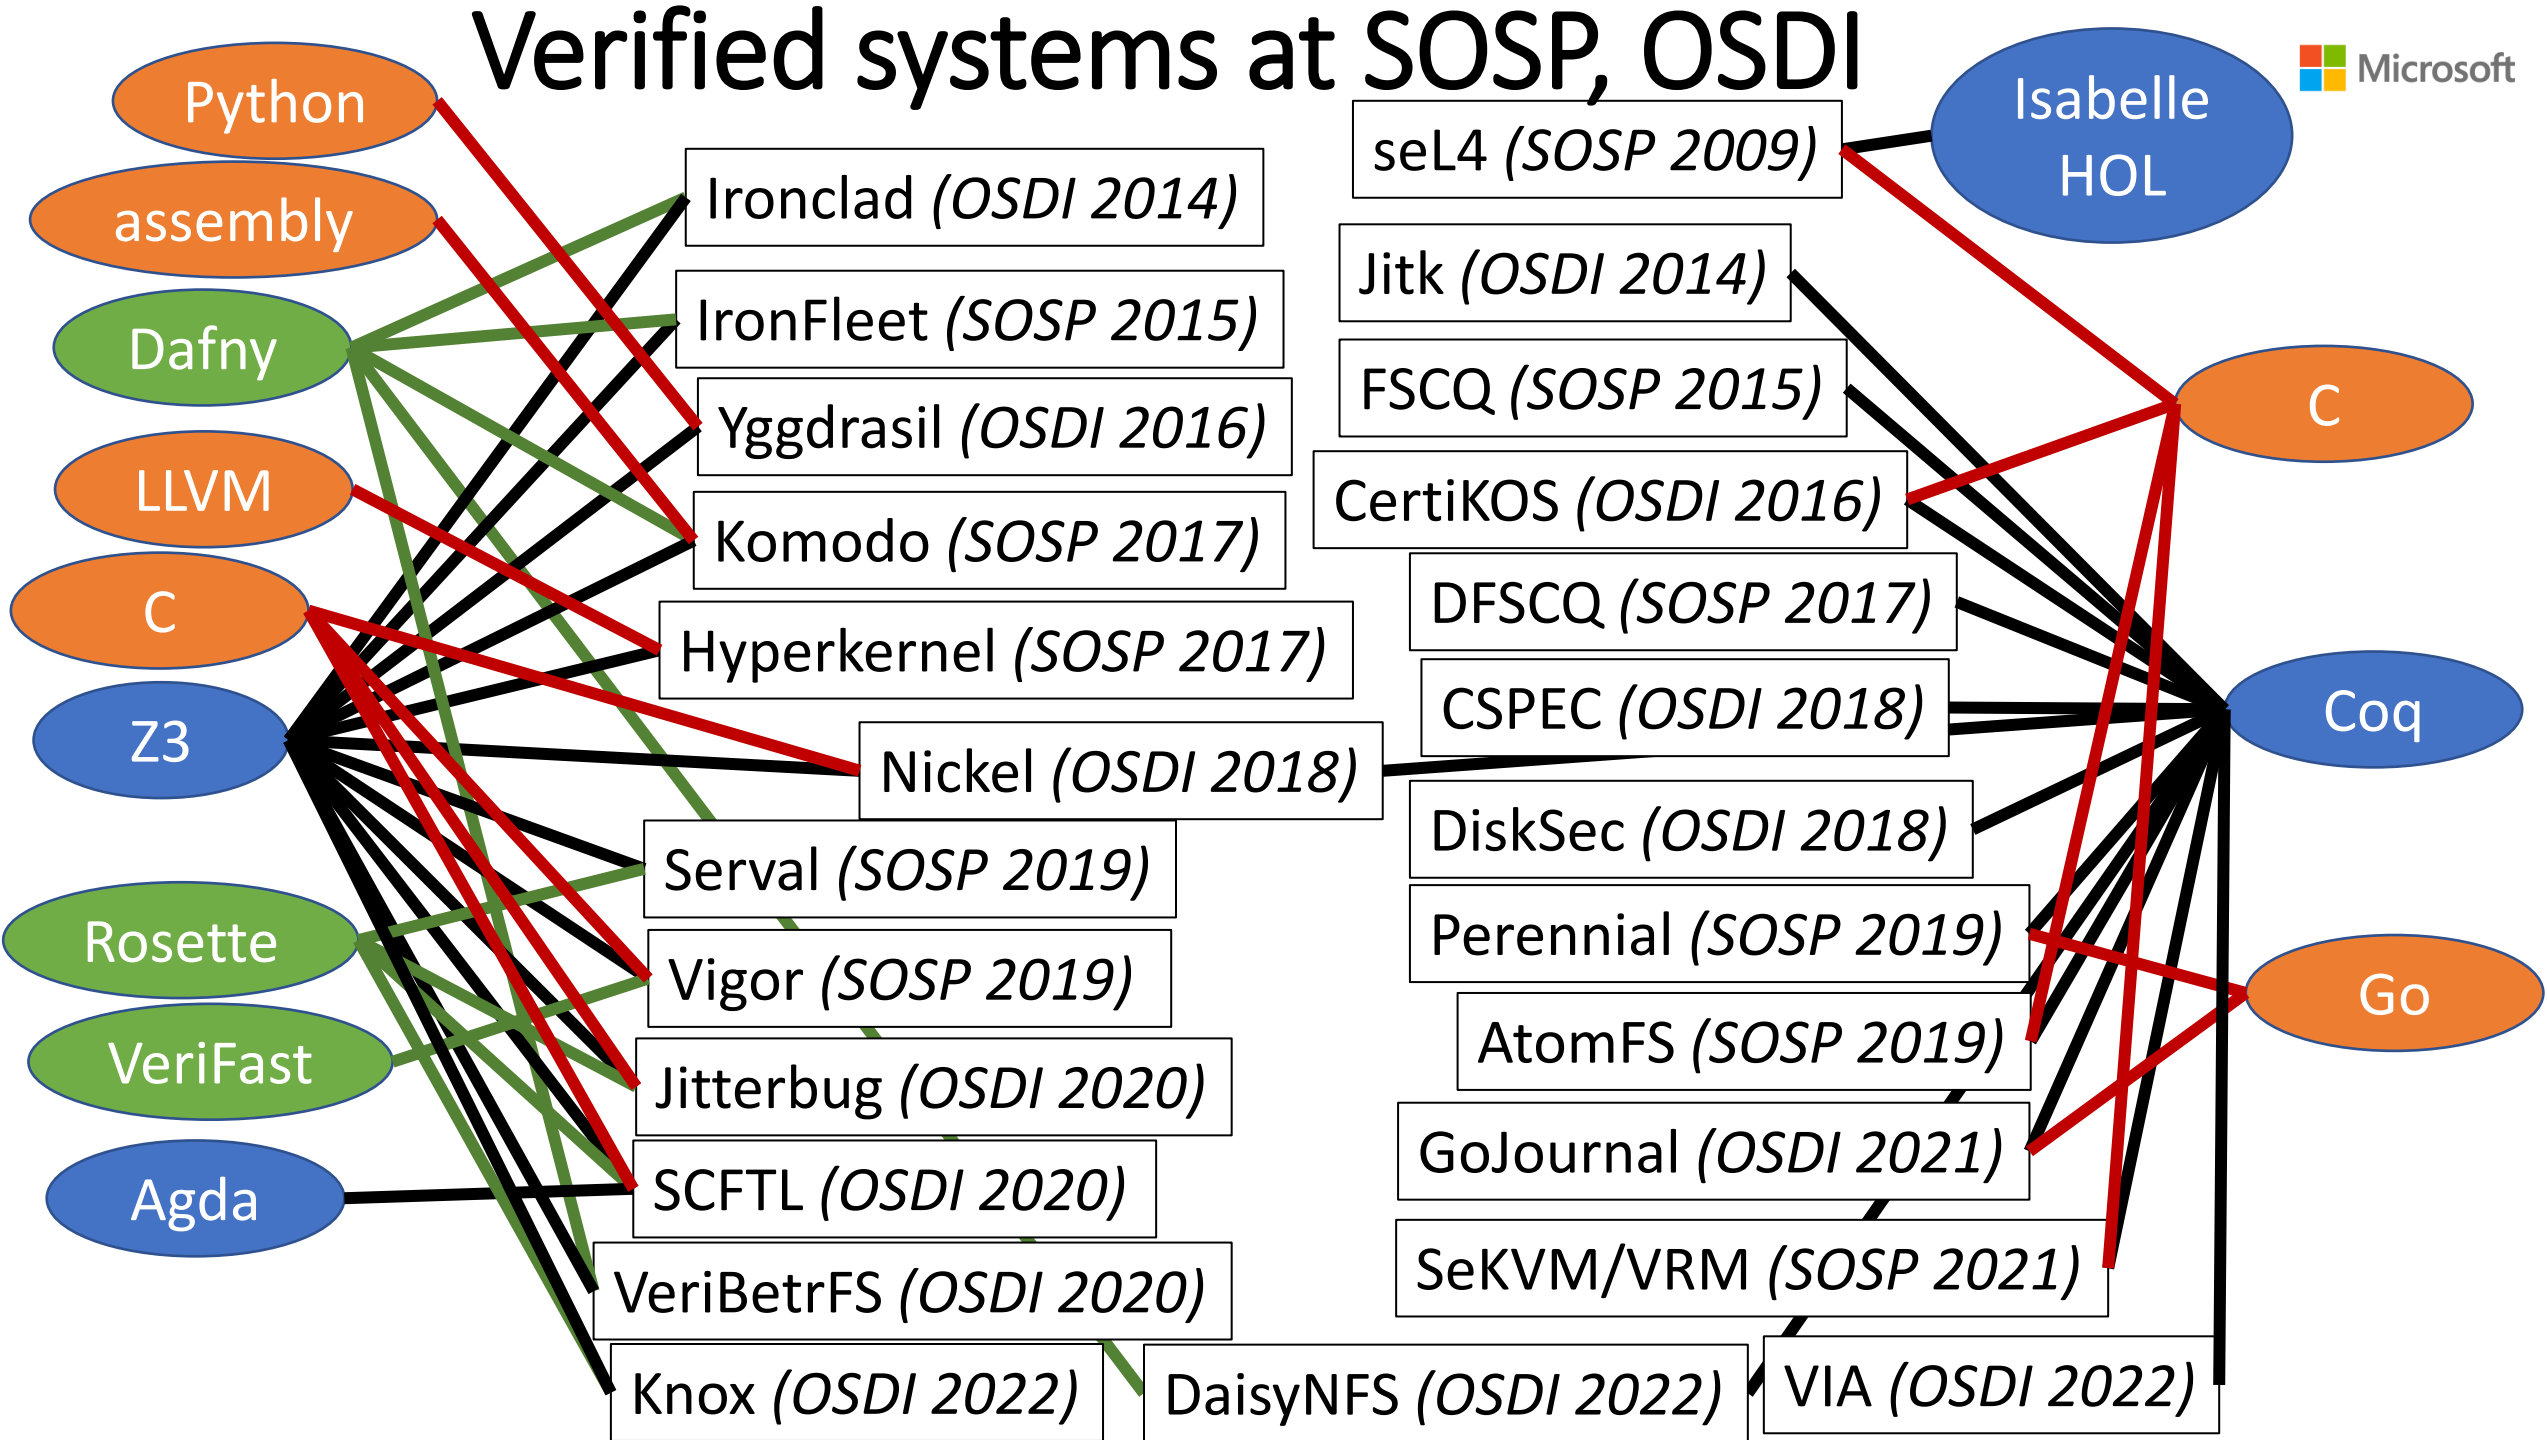 Verified systems at SOSP, OSDI
Microsoft
Python
assembly
Dafny
LLVM
C
Z3
Rosette
VeriFast
Agda
Ironclad (OSDI 2014)
IronFleet (SOSP 2015)
Yggdrasil (OSDI 2016)
Komodo (SOSP 2017)
Hyperkernel (SOSP 2017)
Nickel (OSDI 2018)
Serval (SOSP 2019)
Vigor (SOSP 2019)
Jitterbug (OSDI 2020)
SCFTL (OSDI 2020)
VeriBetrFS (OSDI 2020)
Knox (OSDI 2022)
DaisyNFS (OSDI 2022)
seL4 (SOSP 2009)
Jitk (OSDI 2014)
FSCQ (SOSP 2015)
CertiKOS (OSDI 2016)
DFSCQ (SOSP 2017)
CSPEC (OSDI 2018)
DiskSec (OSDI 2018)
Perennial (SOSP 2019)
AtomFS (SOSP 2019)
GoJournal (OSDI 2021)
SeKVM/VRM (SOSP 2021)
VIA (OSDI 2022)
Isabelle
HOL
C
Coq
Go